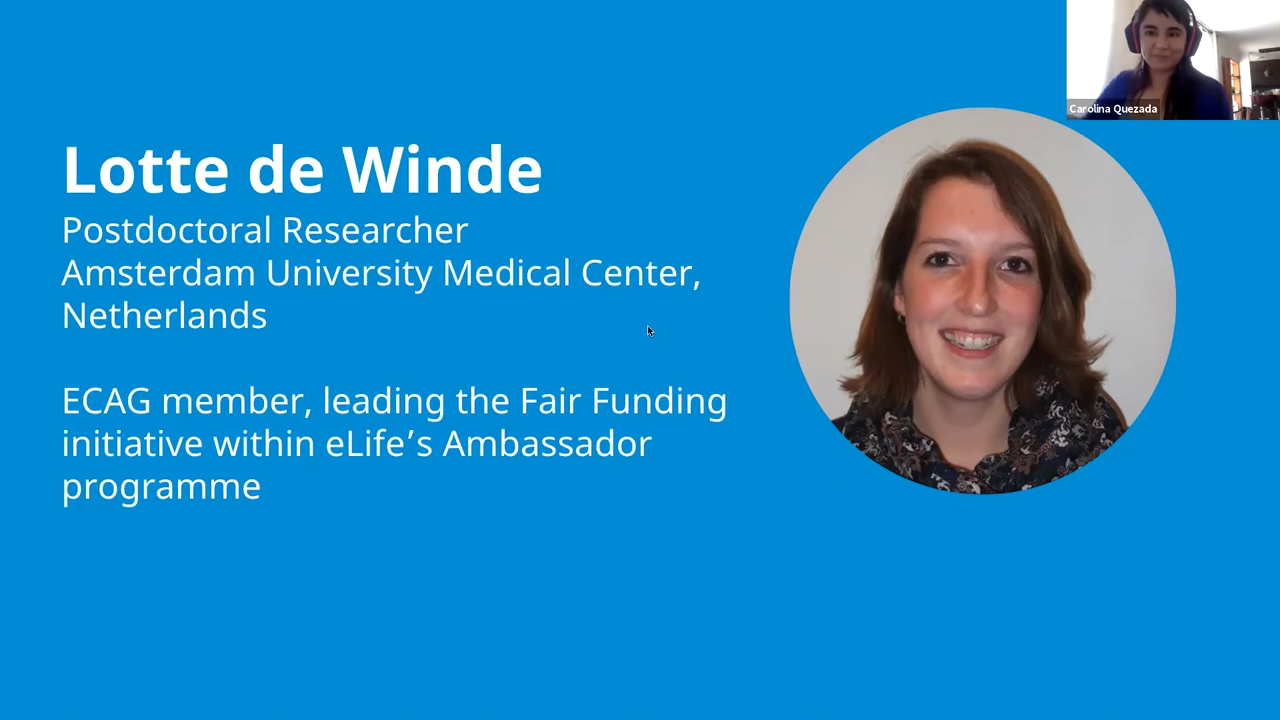 Carolina Quezada
Lotte de Winde
Postdoctoral Researcher
Amsterdam University Medical Center,
Netherlands
ECAG member, leading the Fair Funding
initiative within eLife’s Ambassador
programme